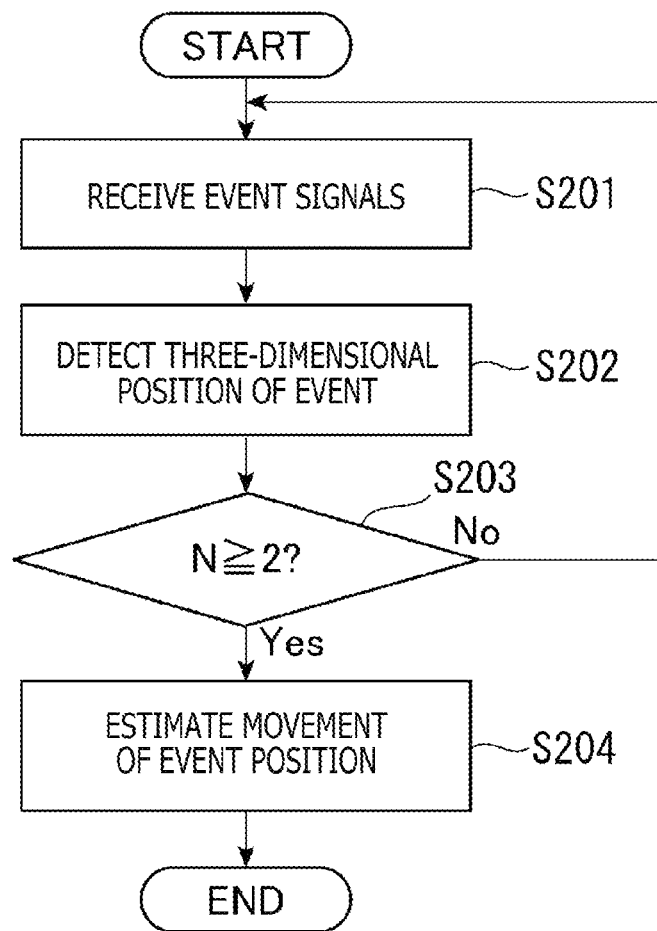 START
RECEIVE EVENT SIGNALS
S201
DETECT THREE-DIMENSIONAL
POSITION OF EVENT
S202
S203
N≧2?
No
Yes
ESTIMATE MOVEMENT
OF EVENT POSITION
S204
END